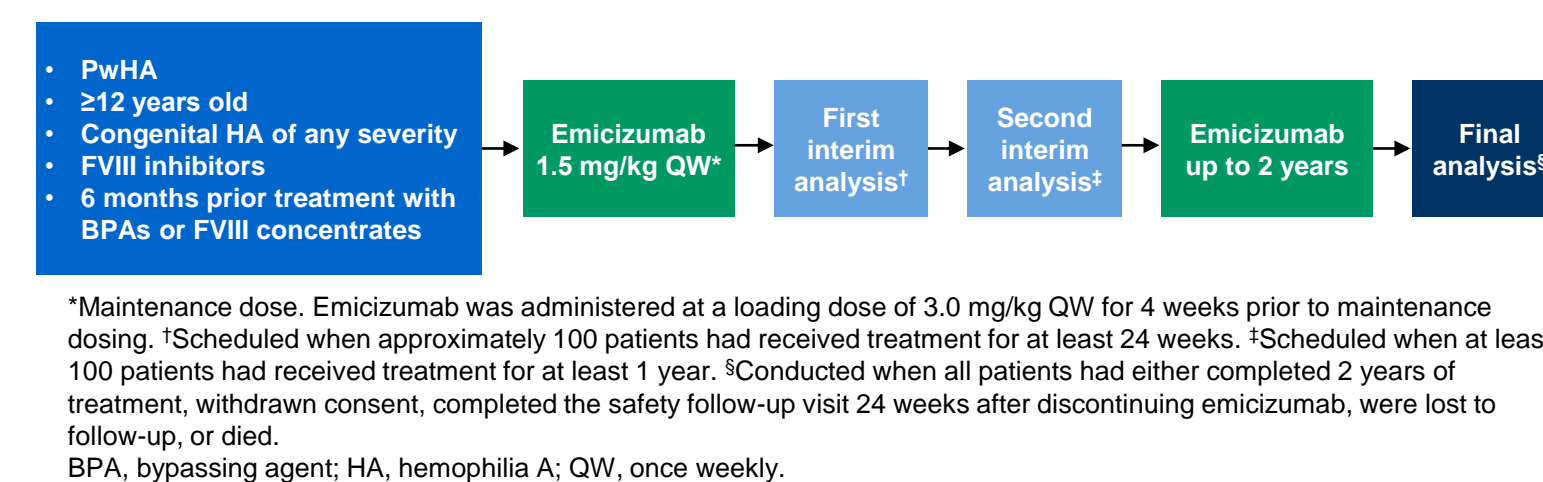 • PwHA
• ≥12 years old
• Congenital HA of any severity
• FVIII inhibitors
• 6 months prior treatment with
BPAs or FVIII concentrates
Emicizumab
1.5 mg/kg QW*
First
interim
analysis†
Second
interim
analysis‡
Emicizumab
up to 2 years
Final
analysis§
*Maintenance dose. Emicizumab was administered at a loading dose of 3.0 mg/kg QW for 4 weeks prior to maintenance
dosing. †Scheduled when approximately 100 patients had received treatment for at least 24 weeks. ‡Scheduled when at leas
100 patients had received treatment for at least 1 year. §Conducted when all patients had either completed 2 years of
treatment, withdrawn consent, completed the safety follow-up visit 24 weeks after discontinuing emicizumab, were lost to
follow-up, or died.
BPA, bypassing agent; HA, hemophilia A; QW, once weekly.